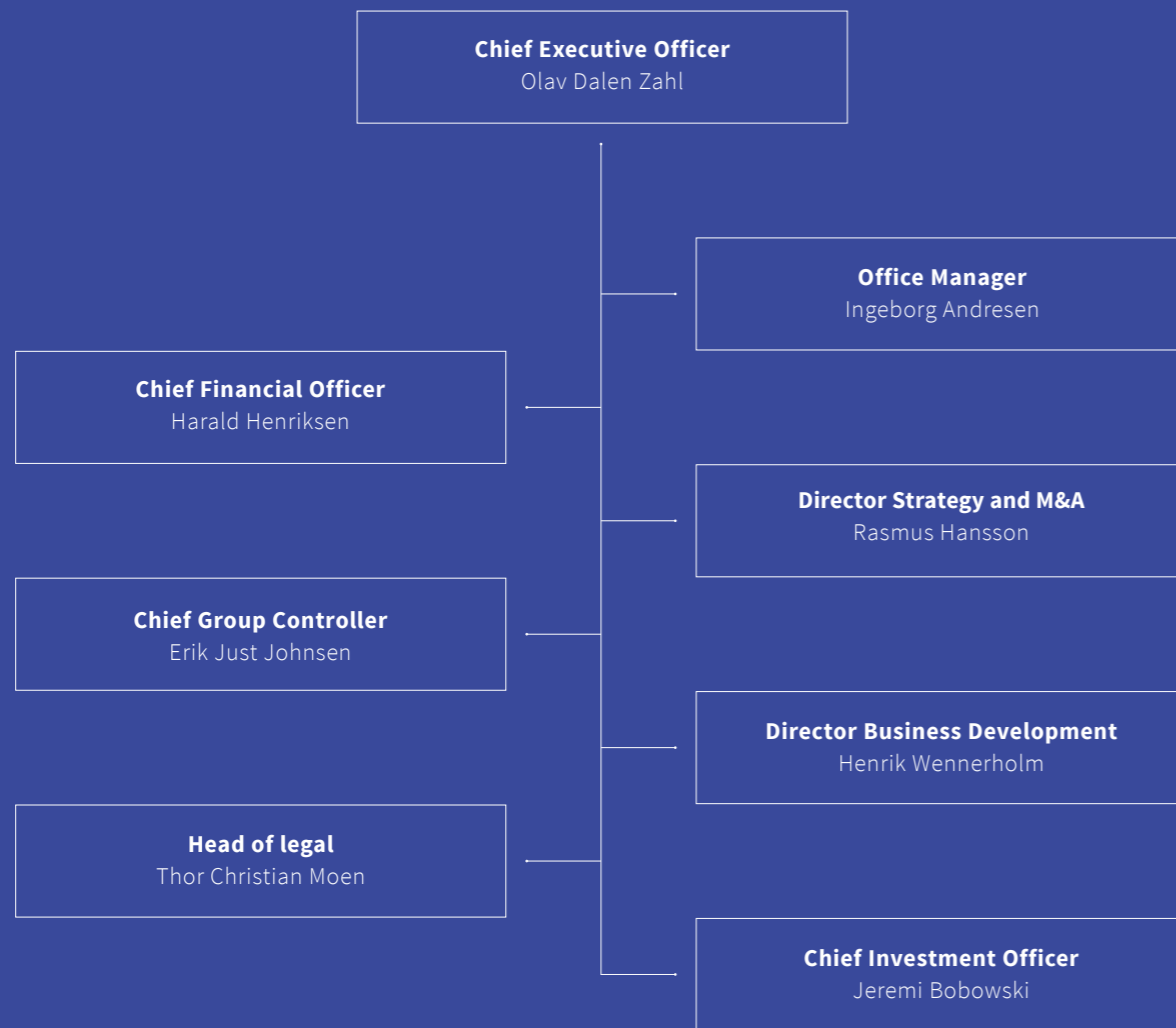 Chief Executive Officer
Olav Dalen Zahl
Office Manager
Ingeborg Andresen
Chief Financial Officer
Harald Henriksen
Director Strategy and M&A
Rasmus Hansson
Chief Group Controller
Erik Just Johnsen
Director Business Development
Henrik Wennerholm
Head of legal
Thor Christian Moen
Chief Investment Officer
Jeremi Bobowski